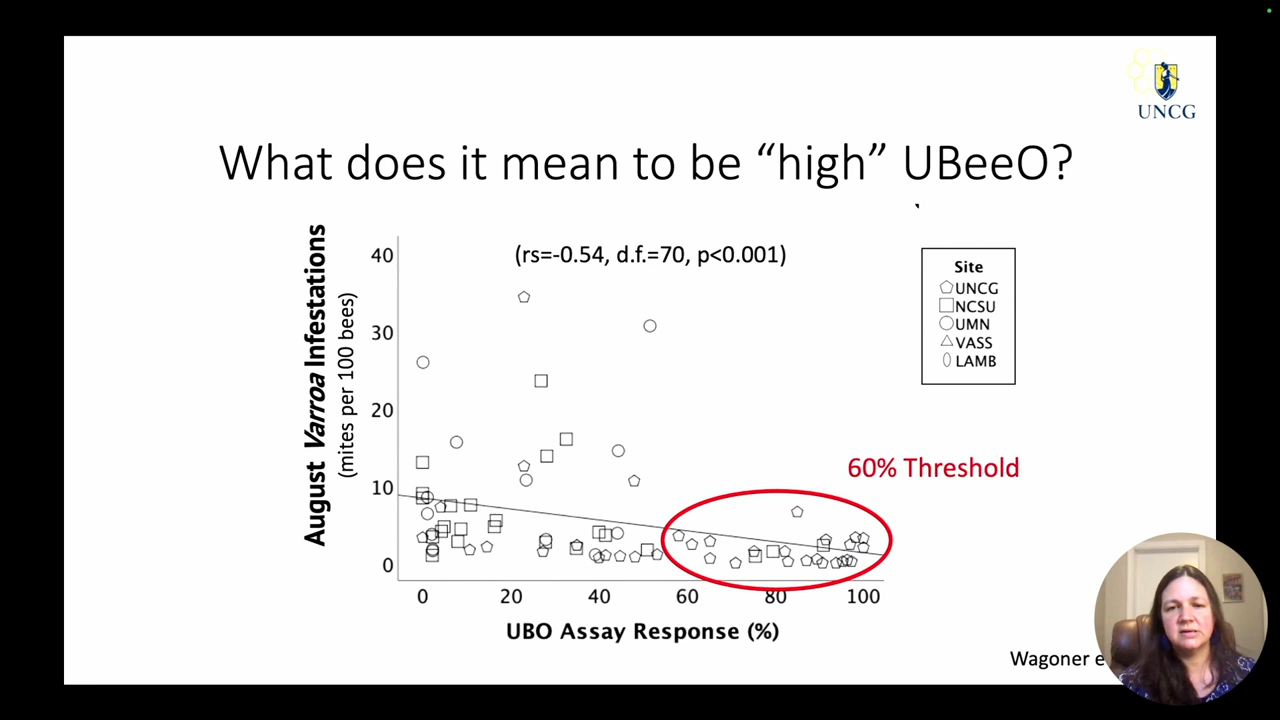 UNCG
What does it mean to be “high” UBeeO?
August Varroa Infestations
(mites per 100 bees)
(rs=-0.54, d.f.=70, p<0.001)
40
30
20
10
0
Site
UNCG
NCSU
UMN
VASS
LAMB
60% Threshold
0 20 40 60 80 100
UBO Assay Response (%)
Wagoner e